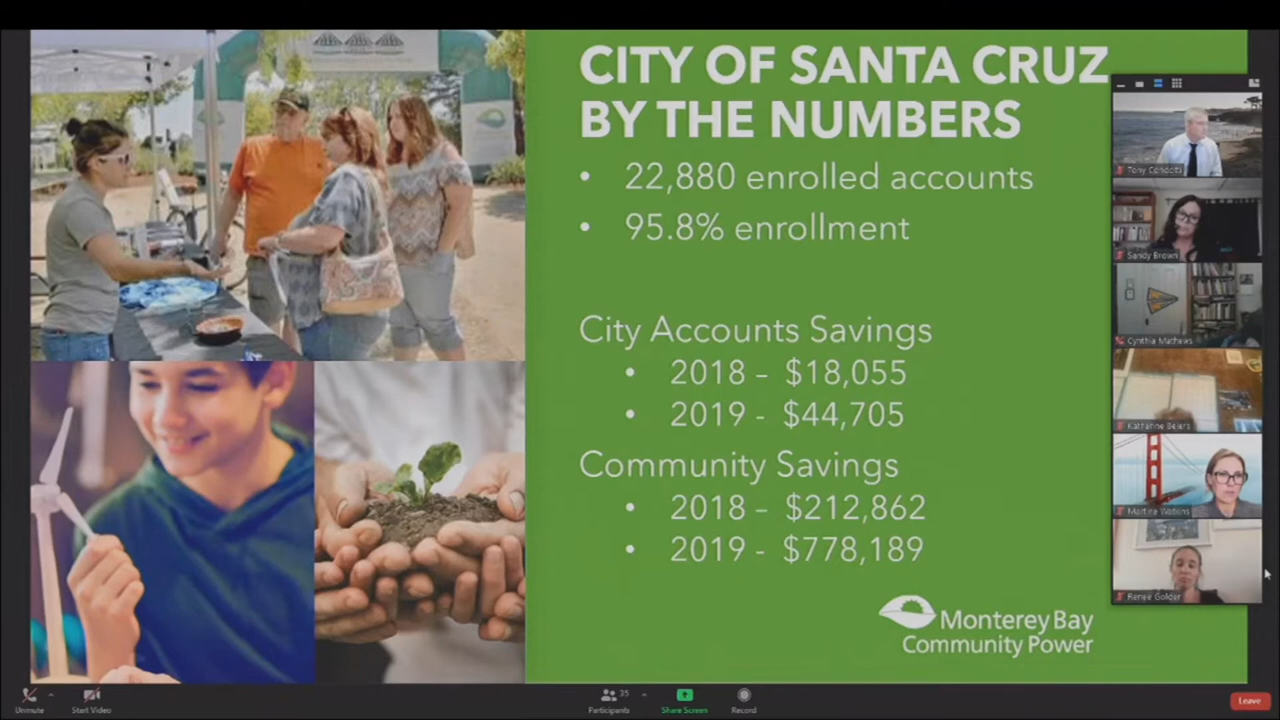 CITY OF SANTA CRUZ
BY THE NUMBERS
• 22,880 enrolled accounts
• 95.8% enrollment
City Accounts Savings
• 2018 - $18,055
• 2019 - $44,705
Community Savings
• 2018 - $212,862
• 2019 - $778,189
Monterey Bay
Community Power
Tony Condotti
Sandy Brown
Cynthia Mathews
Katharine Beiers
Martine Watkins
Renee Golder
Unmute
Start Video
35
Participants
Share Screen
Record
Leave